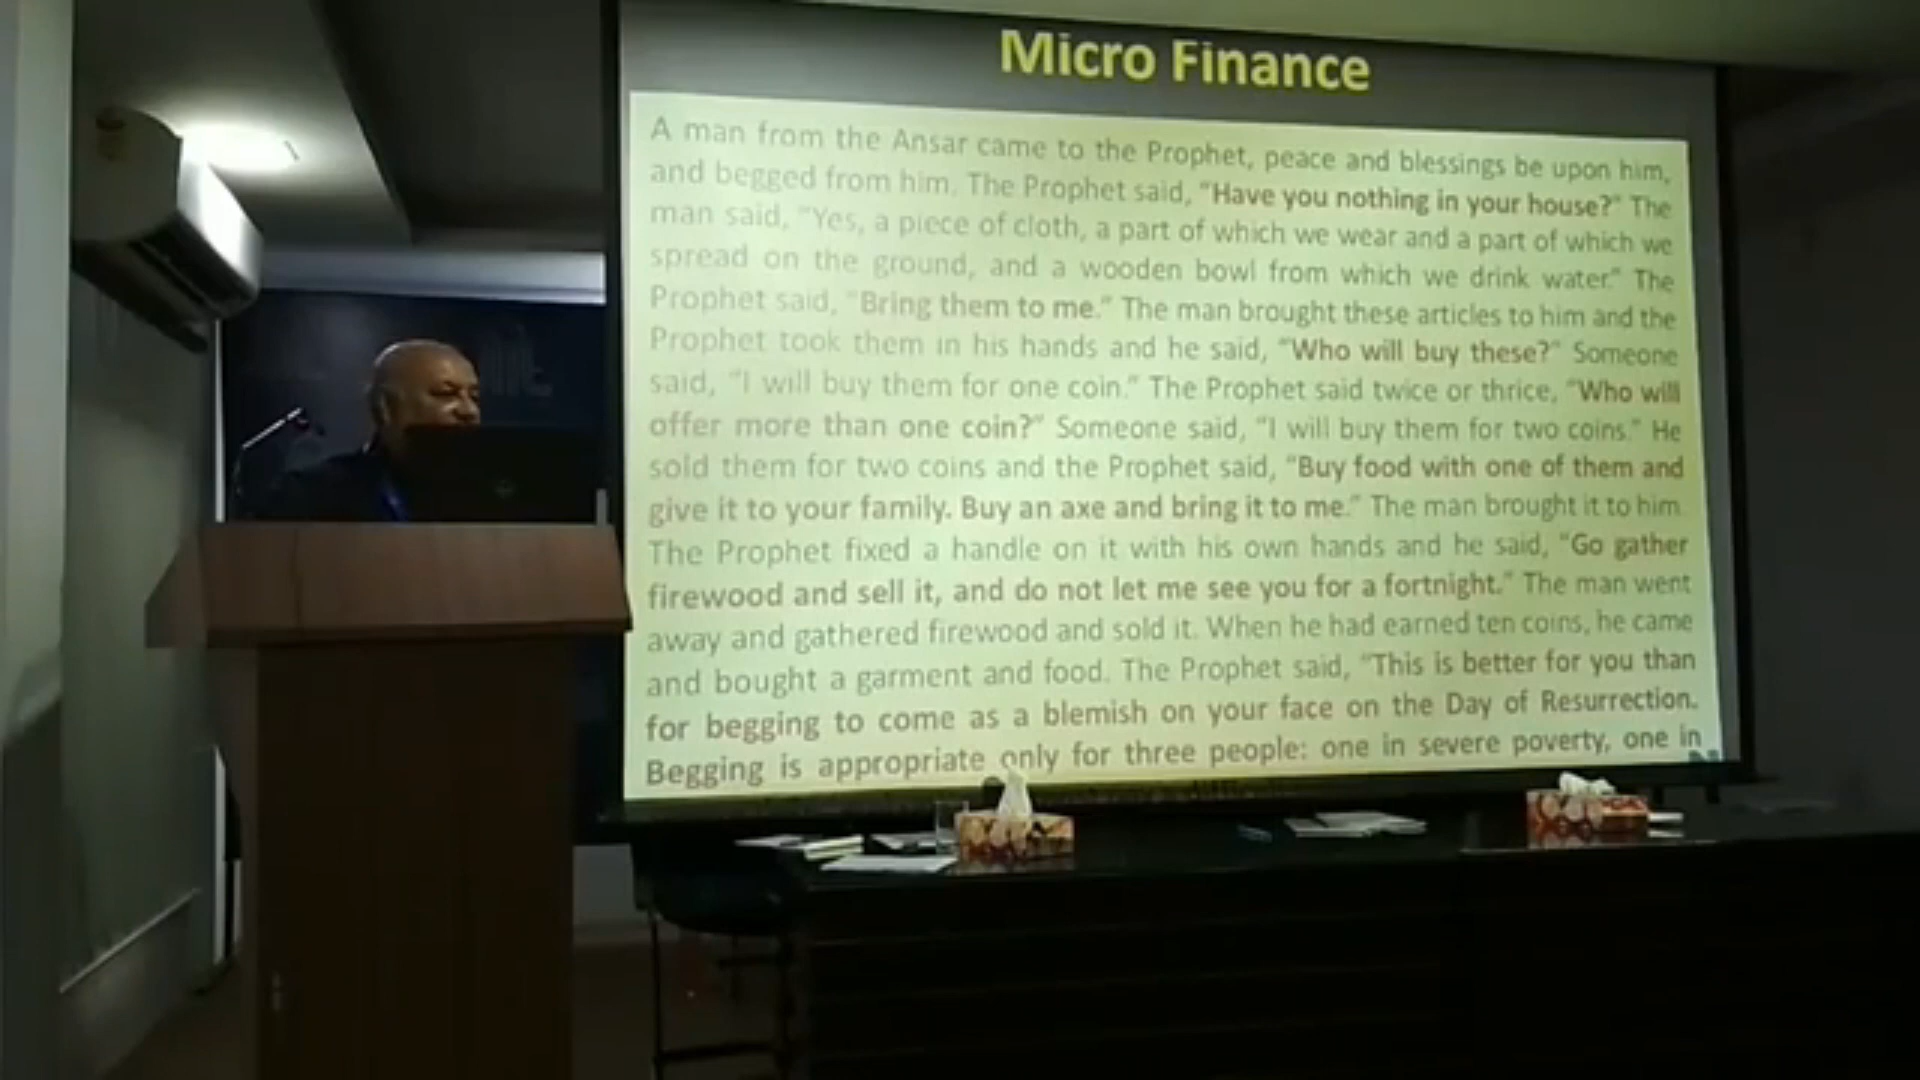 Micro Finance
A man from the Ansar came to the Prophet, peace and blessings be upon him,
and begged from him. The Prophet said, "Have you nothing in your house?" The
man said, "Yes, a piece of cloth, a part of which we wear and a part of which we
spread on the ground, and a wooden bowl from which we drink water." The
Prophet said, "Bring them to me." The man brought these articles to him and the
Prophet took them in his hands and he said, "Who will buy these?" Someone
said, "I will buy them for one coin." The Prophet said twice or thrice, "Who will
offer more than one coin?" Someone said, "I will buy them for two coins." He
sold them for two coins and the Prophet said, "Buy food with one of them and
give it to your family. Buy an axe and bring it to me." The man brought it to him.
The Prophet fixed a handle on it with his own hands and he said, "Go gather
firewood and sell it, and do not let me see you for a fortnight." The man went
away and gathered firewood and sold it. When he had earned ten coins, he came
and bought a garment and food. The Prophet said, "This is better for you than
for begging to come as a blemish on your face on the Day of Resurrection.
Begging is appropriate only for three people: one in severe poverty, one in